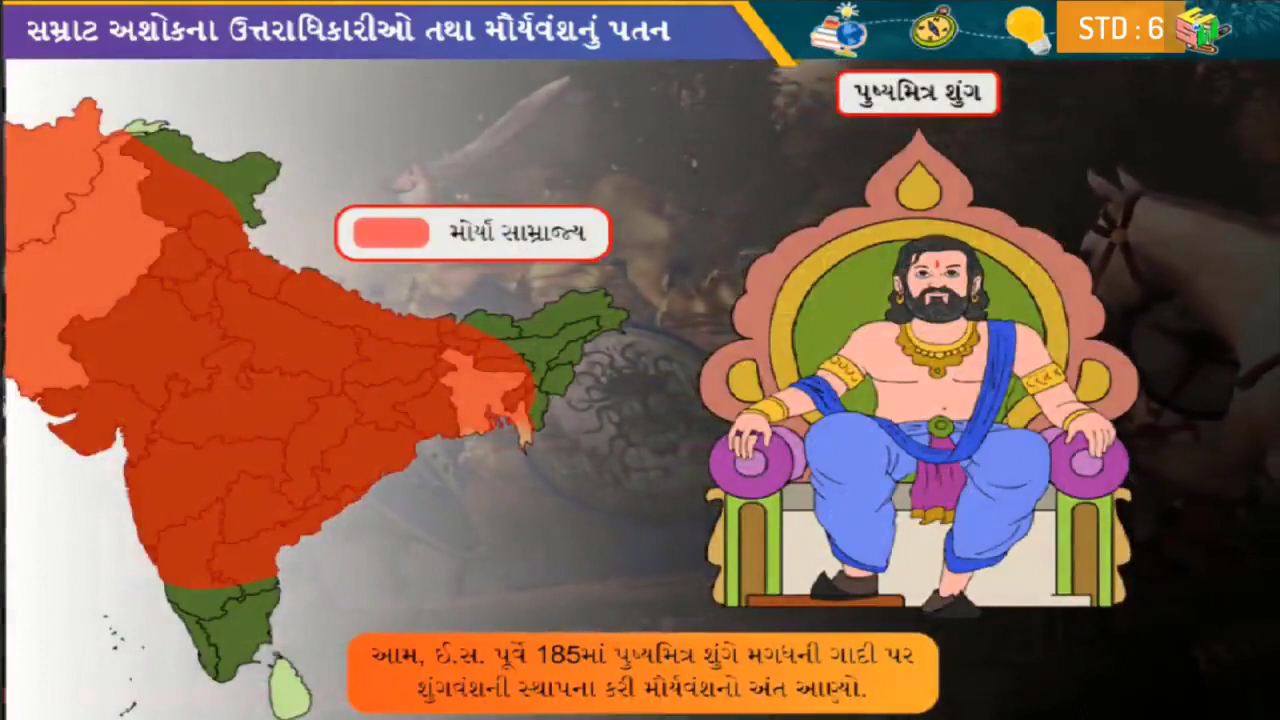 સમ્રાટ અશોકના ઉત્તરાધિકારીઓ તથા મૌર્યવંશનું પતન
STD : 6
પુષ્યમિત્ર શુંગ
મોર્યા સામ્રાજ્ય
આમ, ઈ.સ. પૂર્વે 185માં પુષ્યમિત્ર શુંગે મગધની ગાદી પર
શુંગવંશની સ્થાપના કરી મૌર્યવંશનો અંત આણ્યો.